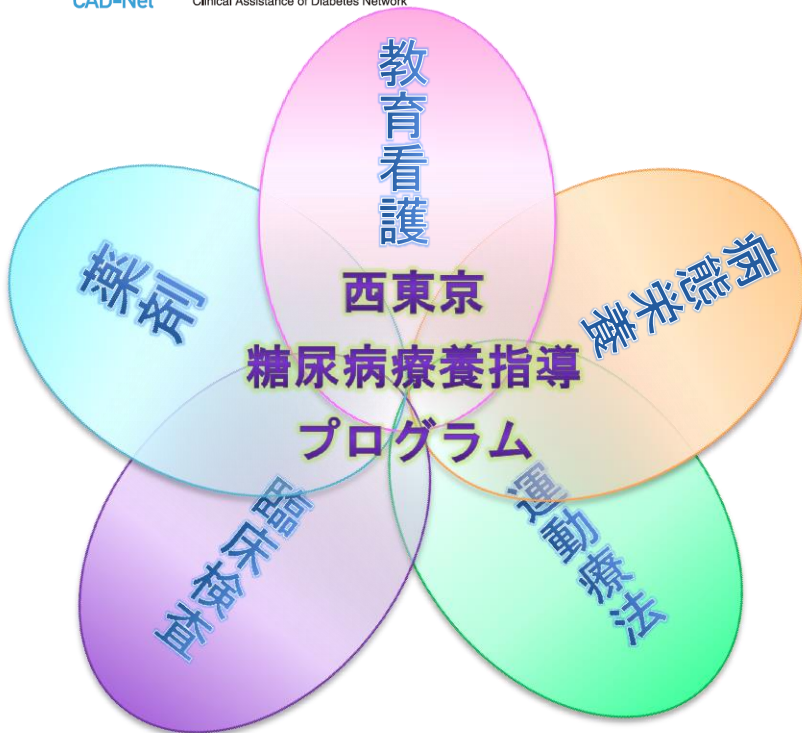 CAD-Net
Clinical Assistance of Diabetes Network
教育看護
病態栄養
薬剤
西東京
糖尿病療養指導
プログラム
臨床検査
運動療法